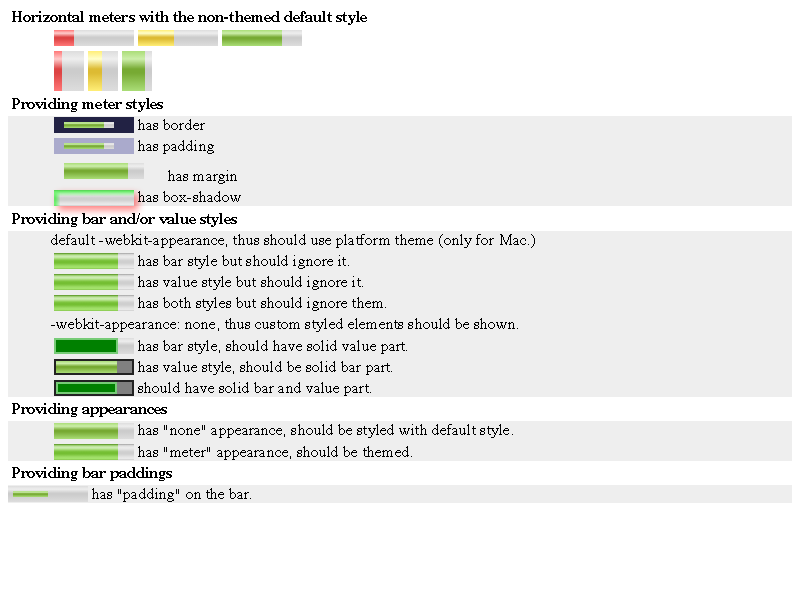 Horizontal meters with the non-themed default style
Providing meter styles
has border
has padding
has margin
has box-shadow
Providing bar and/or value styles
default -webkit-appearance, thus should use platform theme (only for Mac.)
has bar style but should ignore it.
has value style but should ignore it.
has both styles but should ignore them.
-webkit-appearance: none, thus custom styled elements should be shown.
has bar style, should have solid value part.
has value style, should be solid bar part.
should have solid bar and value part.
Providing appearances
has "none" appearance, should be styled with default style.
has "meter" appearance, should be themed.
Providing bar paddings
has "padding" on the bar.